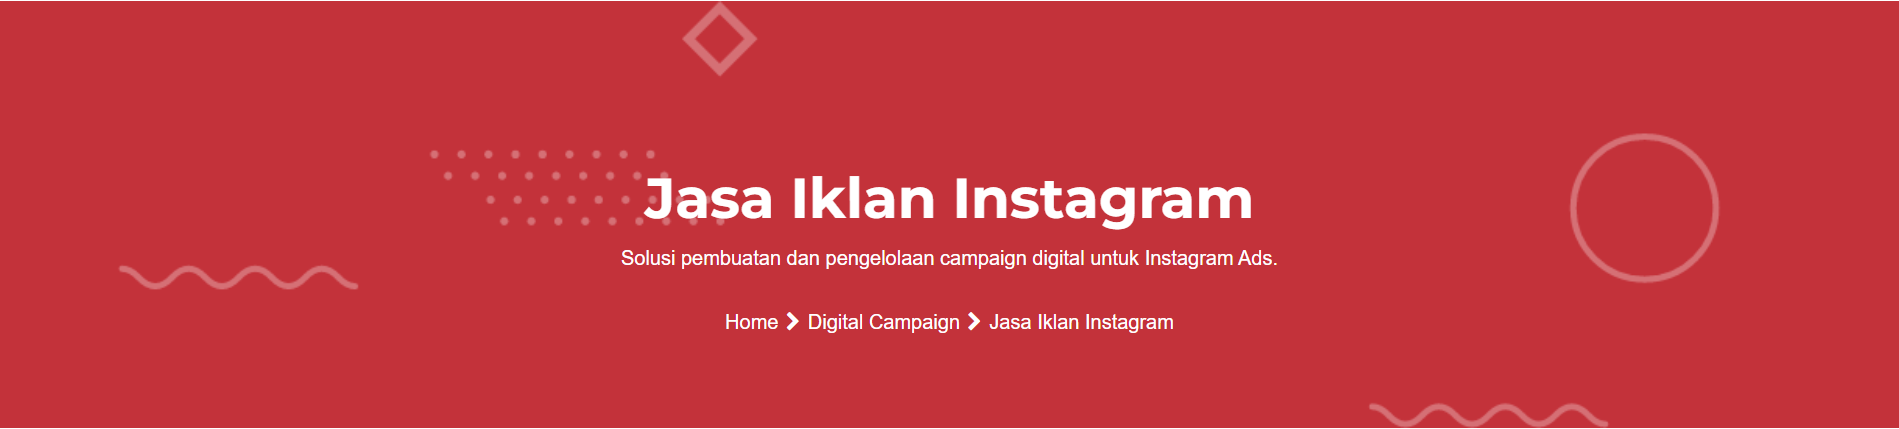 Jasa Iklan Instagram
Solusi pembuatan dan pengelolaan campaign digital untuk Instagram Ads.
Home > Digital Campaign > Jasa Iklan Instagram